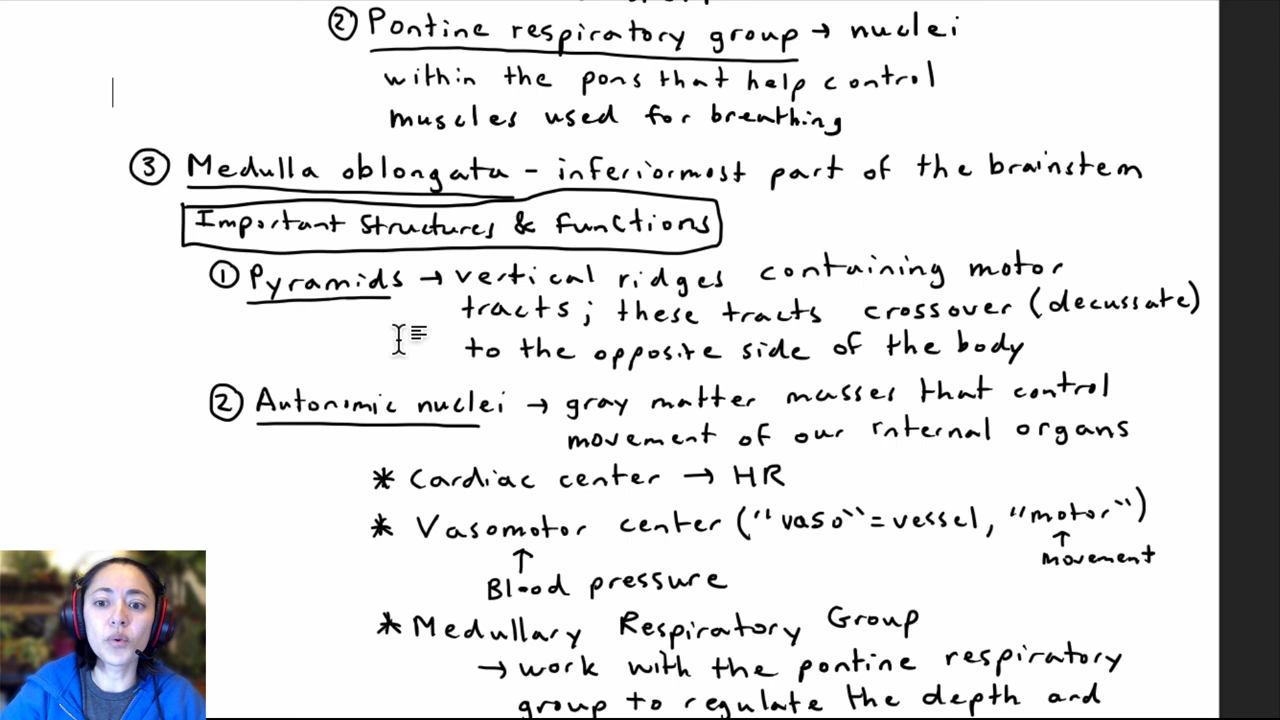 ② Pontine respiratory group → nuclei
within the pons that help control
muscles used for breathing
③ Medulla oblongata - inferiormost part of the brainstem
Important Structures & functions
① Pyramids → vertical ridges containing motor
tracts; these tracts crossover (decussate)
to the opposite side of the body
② Autonomic nuclei → gray matter masses that control
movement of our internal organs
* Cardiac center → HR
* Vasomotor center ("vaso" = vessel, "motor")
↑ movement
↑ Blood pressure
* Medullary Respiratory Group
→ work with the pontine respiratory
group to regulate the depth and